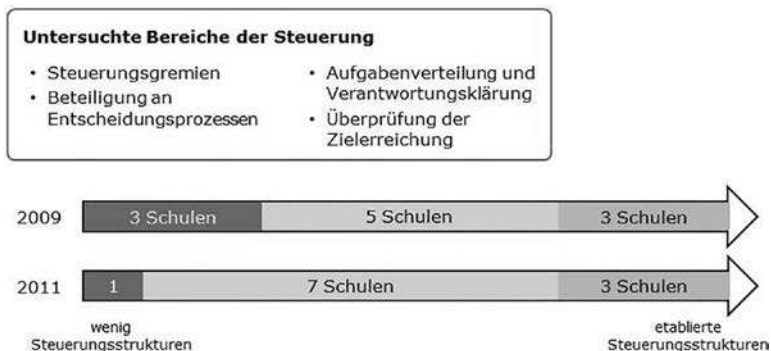 Untersuchte Bereiche der Steuerung
• Steuerungsgremien
• Beteiligung an
Entscheidungsprozessen
• Aufgabenverteilung und
Verantwortungsklärung
• Überprüfung der
Zielerreichung
2009 3 Schulen 5 Schulen 3 Schulen
2011 1 7 Schulen 3 Schulen
wenig
Steuerungsstrukturen
etablierte
Steuerungsstrukturen